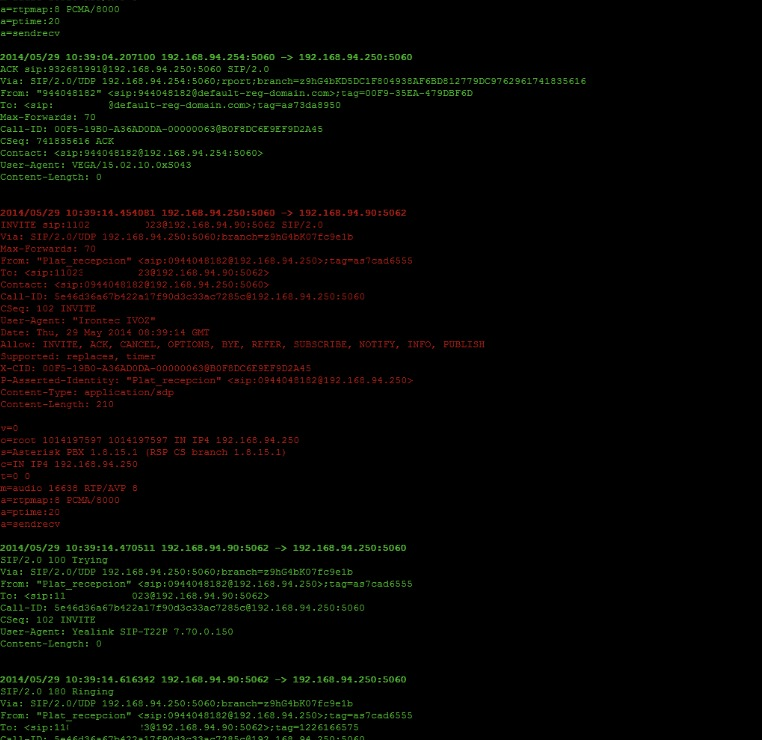 a=rtpmap:8 PCMA/8000
a=ptime:20
a=sendrecv
2014/05/29 10:39:04.207100 192.168.94.254:5060 -> 192.168.94.250:5060
ACK sip:932681991@192.168.94.250:5060 SIP/2.0
Via: SIP/2.0/UDP 192.168.94.254:5060;rport;branch=z9hG4bKD5DC1F804938AF6BD812779DC9762961741835616
From: "944048182" <sip:944048182@default-reg-domain.com>;tag=00F9-35EA-479DBF6D
To: <sip: @default-reg-domain.com>;tag=as73da8950
Max-Forwards: 70
Call-ID: 00F5-19B0-A36AD0DA-00000063@B0F8DC6E9EF9D2A45
CSeq: 741835616 ACK
Contact: <sip:944048182@192.168.94.254:5060>
User-Agent: VEGA/15.02.10.0xS043
Content-Length: 0
2014/05/29 10:39:14.454081 192.168.94.250:5060 -> 192.168.94.90:5062
INVITE sip:1102 023@192.168.94.90:5062 SIP/2.0
Via: SIP/2.0/UDP 192.168.94.250:5060;branch=z9hG4bK07fc9e1b
Max-Forwards: 70
From: "Plat_recepcion" <sip:0944048182@192.168.94.250>;tag=as7cad6555
To: <sip:11023 23@192.168.94.90:5062>
Contact: <sip:0944048182@192.168.94.250:5060>
Call-ID: 5e46d36a67b422a17f90d3c33ac7285c@192.168.94.250:5060
CSeq: 102 INVITE
User-Agent: "Irontec IVOZ"
Date: Thu, 29 May 2014 08:39:14 GMT
Allow: INVITE, ACK, CANCEL, OPTIONS, BYE, REFER, SUBSCRIBE, NOTIFY, INFO, PUBLISH
Supported: replaces, timer
X-CID: 00F5-19B0-A36AD0DA-00000063@B0F8DC6E9EF9D2A45
P-Asserted-Identity: "Plat_recepcion" <sip:0944048182@192.168.94.250>
Content-Type: application/sdp
Content-Length: 210
v=0
o=root 1014197597 1014197597 IN IP4 192.168.94.250
s=Asterisk PBX 1.8.15.1 (RSP CS branch 1.8.15.1)
c=IN IP4 192.168.94.250
t=0 0
m=audio 16638 RTP/AVP 8
a=rtpmap:8 PCMA/8000
a=ptime:20
a=sendrecv
2014/05/29 10:39:14.470511 192.168.94.90:5062 -> 192.168.94.250:5060
SIP/2.0 100 Trying
Via: SIP/2.0/UDP 192.168.94.250:5060;branch=z9hG4bK07fc9e1b
From: "Plat_recepcion" <sip:0944048182@192.168.94.250>;tag=as7cad6555
To: <sip:11 023@192.168.94.90:5062>
Call-ID: 5e46d36a67b422a17f90d3c33ac7285c@192.168.94.250:5060
CSeq: 102 INVITE
User-Agent: Yealink SIP-T22P 7.70.0.150
Content-Length: 0
2014/05/29 10:39:14.616342 192.168.94.90:5062 -> 192.168.94.250:5060
SIP/2.0 180 Ringing
Via: SIP/2.0/UDP 192.168.94.250:5060;branch=z9hG4bK07fc9e1b
From: "Plat_recepcion" <sip:0944048182@192.168.94.250>;tag=as7cad6555
To: <sip:11 3@192.168.94.90:5062>;tag=1226166575
Call-ID: 5e46d36a67b422a17f90d3c33ac7285c@192.168.94.250:5060